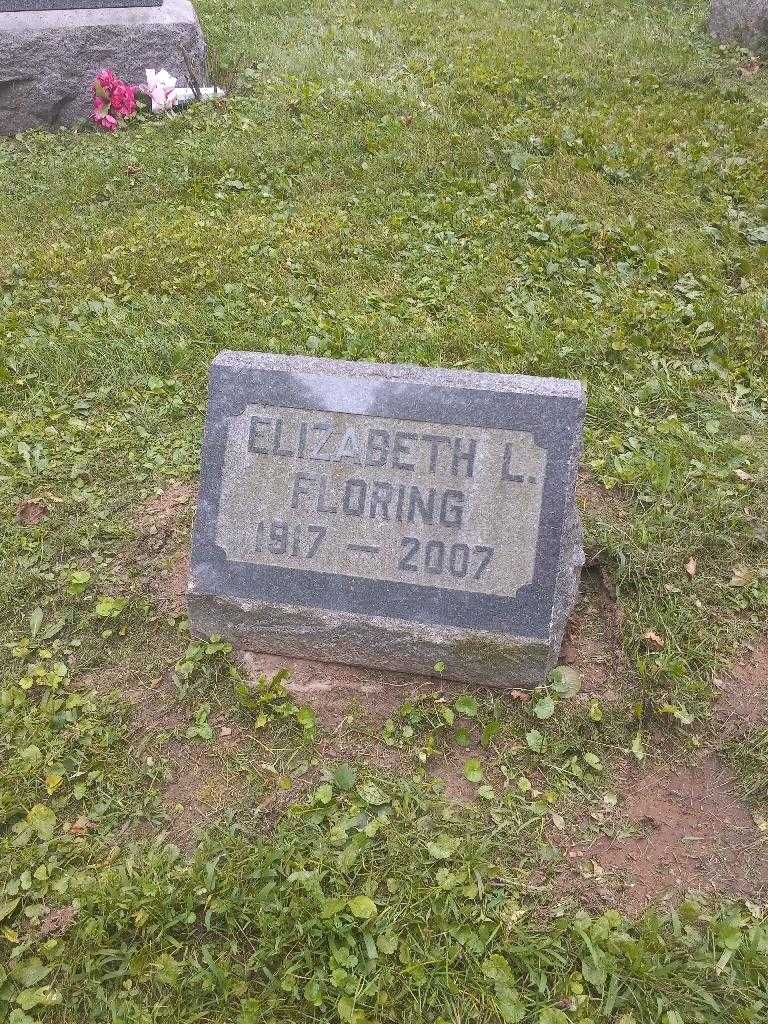 ELIZABETH L.
FLORING
1917 — 2007